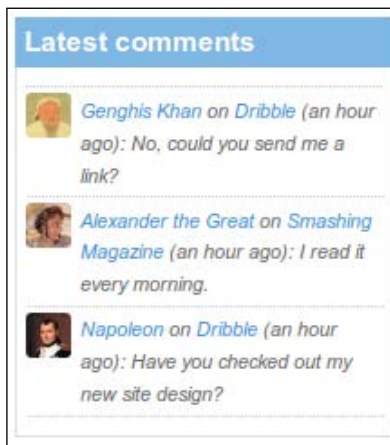 Latest comments
Genghis Khan on Dribble (an hour
ago): No, could you send me a
link?
Alexander the Great on Smashing
Magazine (an hour ago): I read it
every morning.
Napoleon on Dribble (an hour
ago): Have you checked out my
new site design?